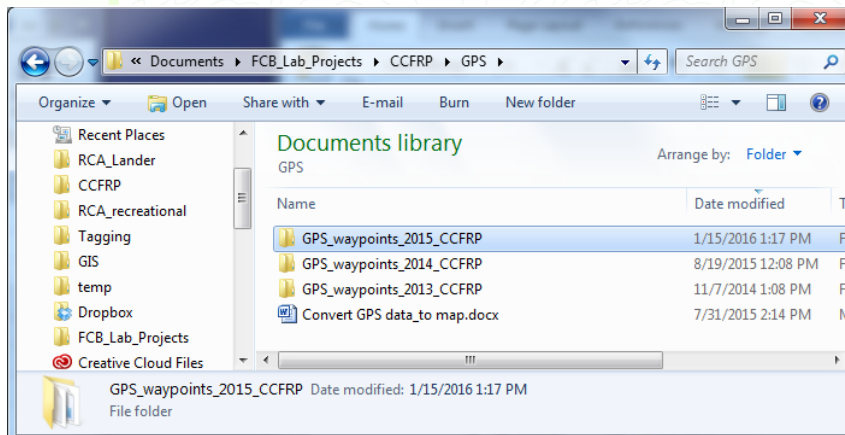 « Documents ▸ FCB_Lab_Projects ▸ CCFRP ▸ GPS ▸
Search GPS
Organize ▾ Open Share with ▾ E-mail Burn New folder
Recent Places
RCA_Lander
CCFRP
RCA_recreational
Tagging
GIS
temp
Dropbox
FCB_Lab_Projects
Creative Cloud Files
Documents library
GPS
Arrange by: Folder ▾
Name Date modified T
GPS_waypoints_2015_CCFRP 1/15/2016 1:17 PM F
GPS_waypoints_2014_CCFRP 8/19/2015 12:08 PM F
GPS_waypoints_2013_CCFRP 11/7/2014 1:08 PM F
Convert GPS data_to map.docx 7/31/2015 2:14 PM M
GPS_waypoints_2015_CCFRP Date modified: 1/15/2016 1:17 PM
File folder